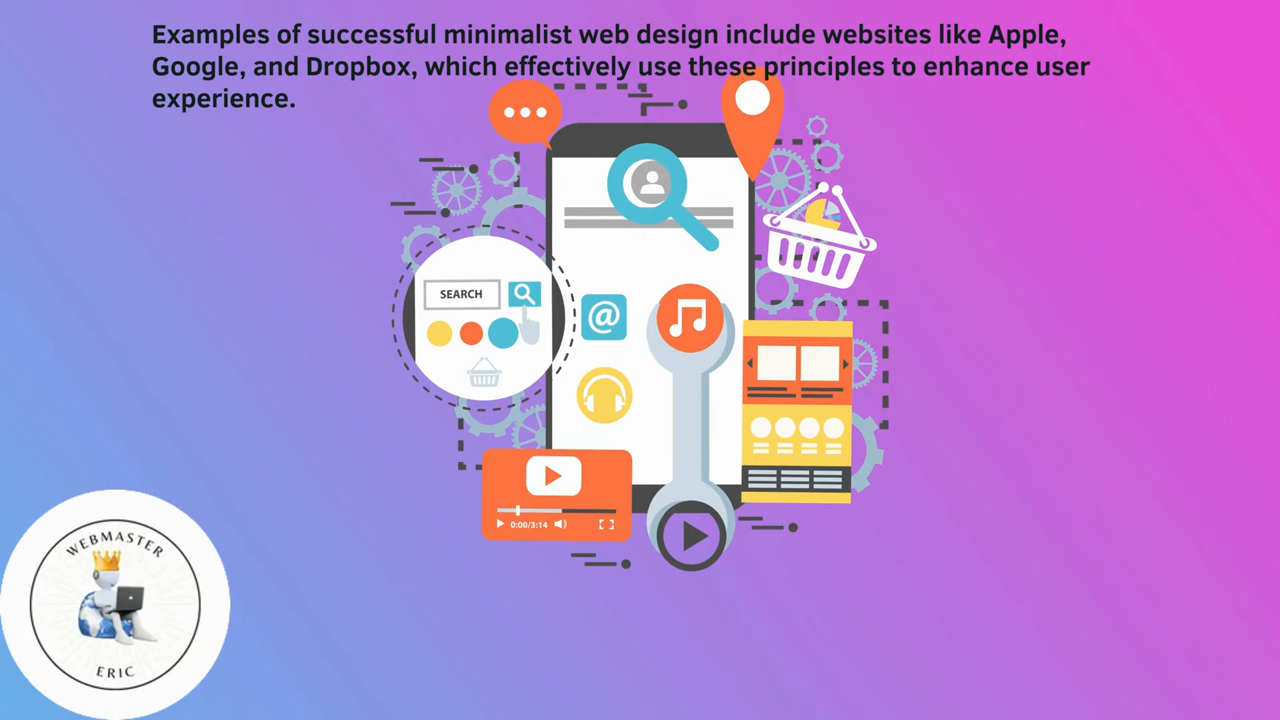 Examples of successful minimalist web design include websites like Apple,
Google, and Dropbox, which effectively use these principles to enhance user
experience.
SEARCH
@
0:00/3:14
WEBMASTER
ERIC